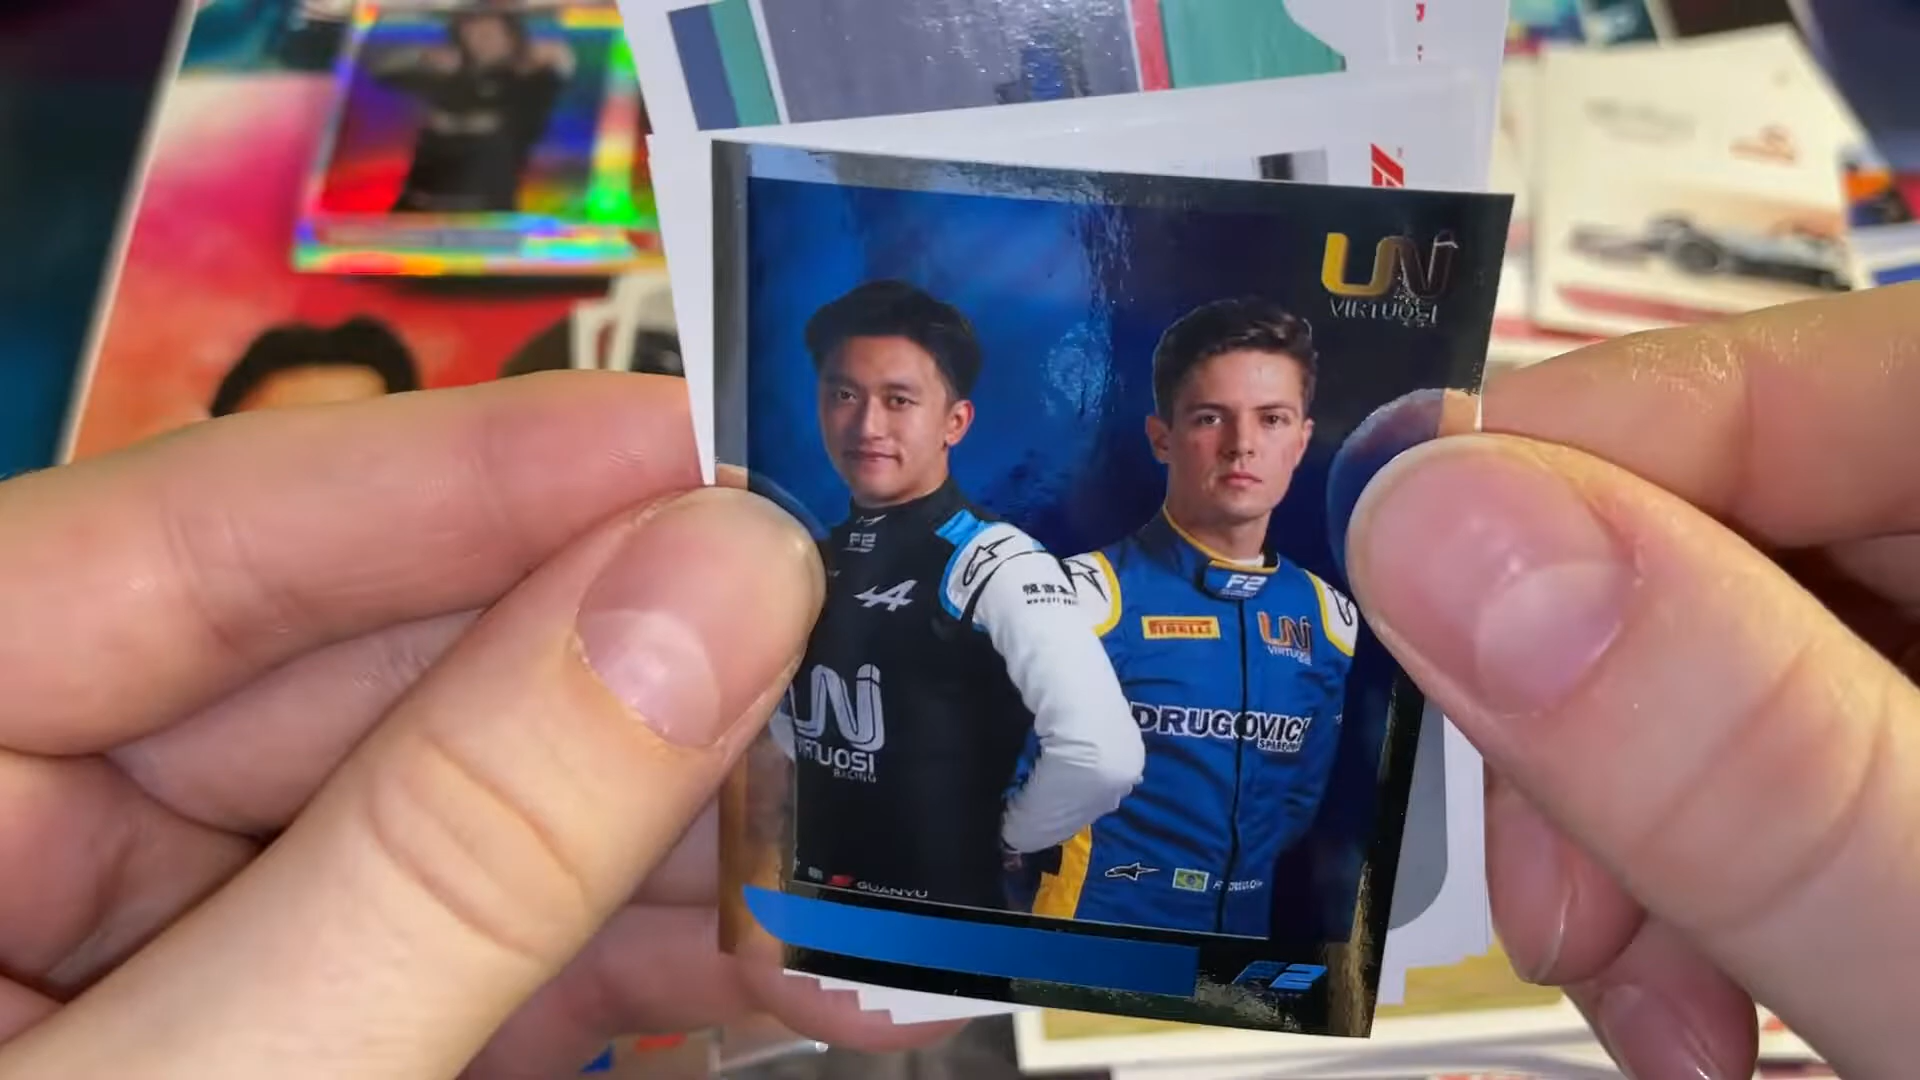 UNi
VIRTUOSI
F2
PIRELLI
UNi
VIRTUOSI
UNi
VIRTUOSI
RACING
DRUGOVICH
GUANYU
F2